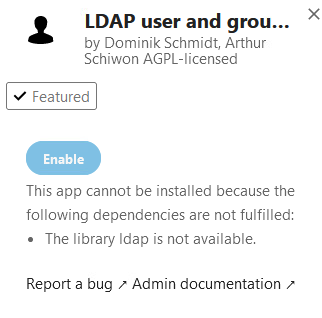 LDAP user and grou...
by Dominik Schmidt, Arthur
Schiwon AGPL-licensed
Featured
Enable
This app cannot be installed because the
following dependencies are not fulfilled:
• The library ldap is not available.
Report a bug ↗ Admin documentation ↗